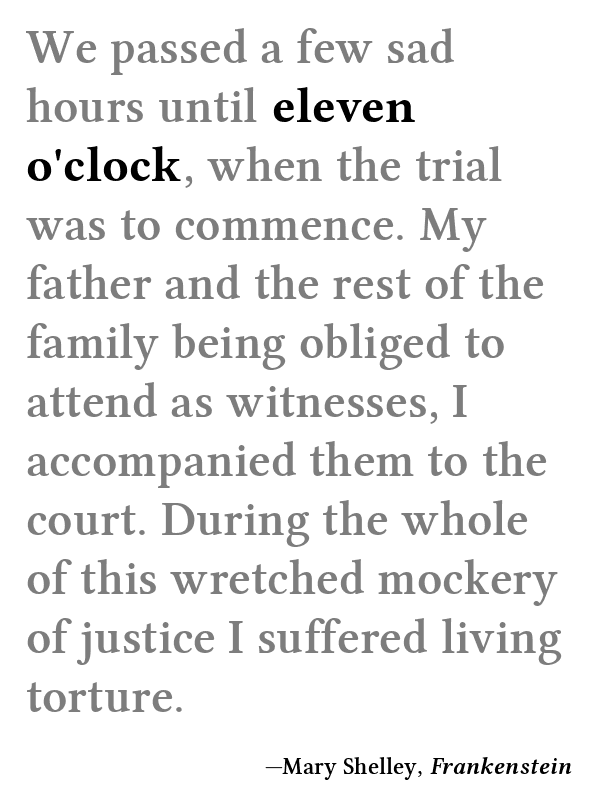 We passed a few sad
hours until eleven
o'clock, when the trial
was to commence. My
father and the rest of the
family being obliged to
attend as witnesses, I
accompanied them to the
court. During the whole
of this wretched mockery
of justice I suffered living
torture.
—Mary Shelley, Frankenstein